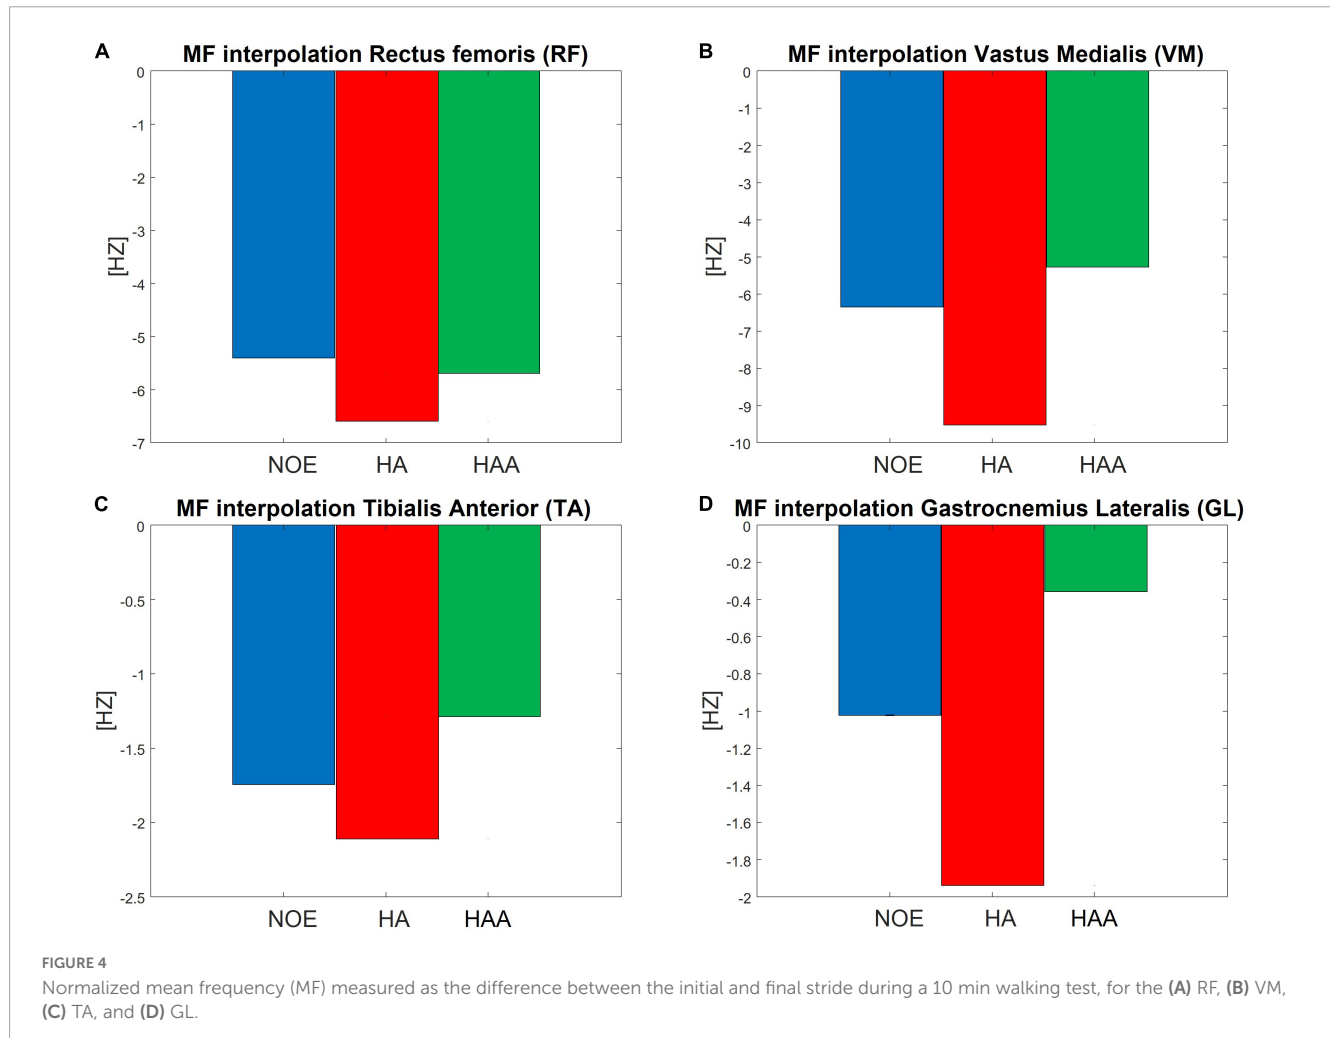 A MF interpolation Rectus femoris (RF)
0
-1
-2
-3
-4
-5
-6
-7
[HZ]
NOE HA HAA
B MF interpolation Vastus Medialis (VM)
0
-1
-2
-3
-4
-5
-6
-7
-8
-9
-10
[HZ]
NOE HA HAA
C MF interpolation Tibialis Anterior (TA)
0
-0.5
-1
-1.5
-2
-2.5
[HZ]
NOE HA HAA
D MF interpolation Gastrocnemius Lateralis (GL)
0
-0.2
-0.4
-0.6
-0.8
-1
-1.2
-1.4
-1.6
-1.8
-2
[HZ]
NOE HA HAA
FIGURE 4
Normalized mean frequency (MF) measured as the difference between the initial and final stride during a 10 min walking test, for the (A) RF, (B) VM,
(C) TA, and (D) GL.